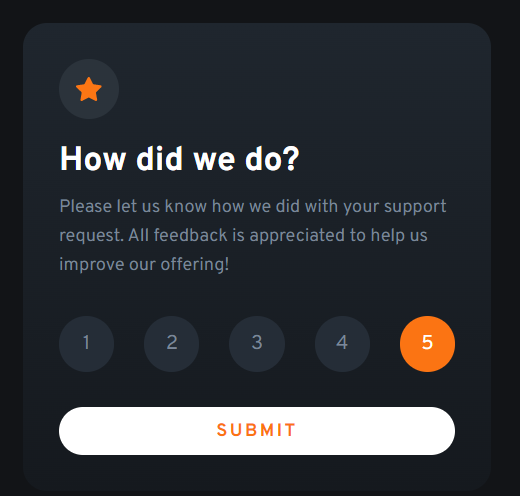 How did we do?
Please let us know how we did with your support
request. All feedback is appreciated to help us
improve our offering!
1 2 3 4 5
SUBMIT